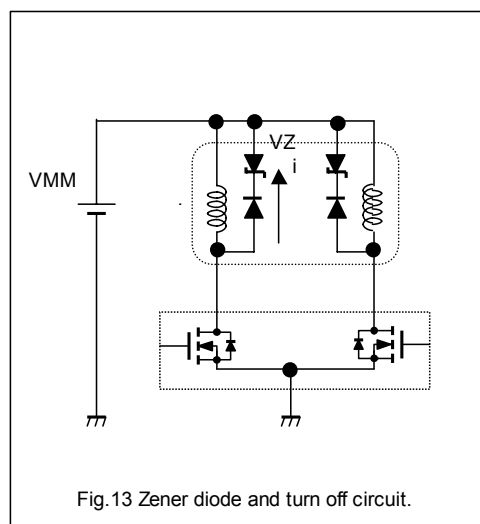 VZ
VMM
i
Fig.13 Zener diode and turn off circuit.